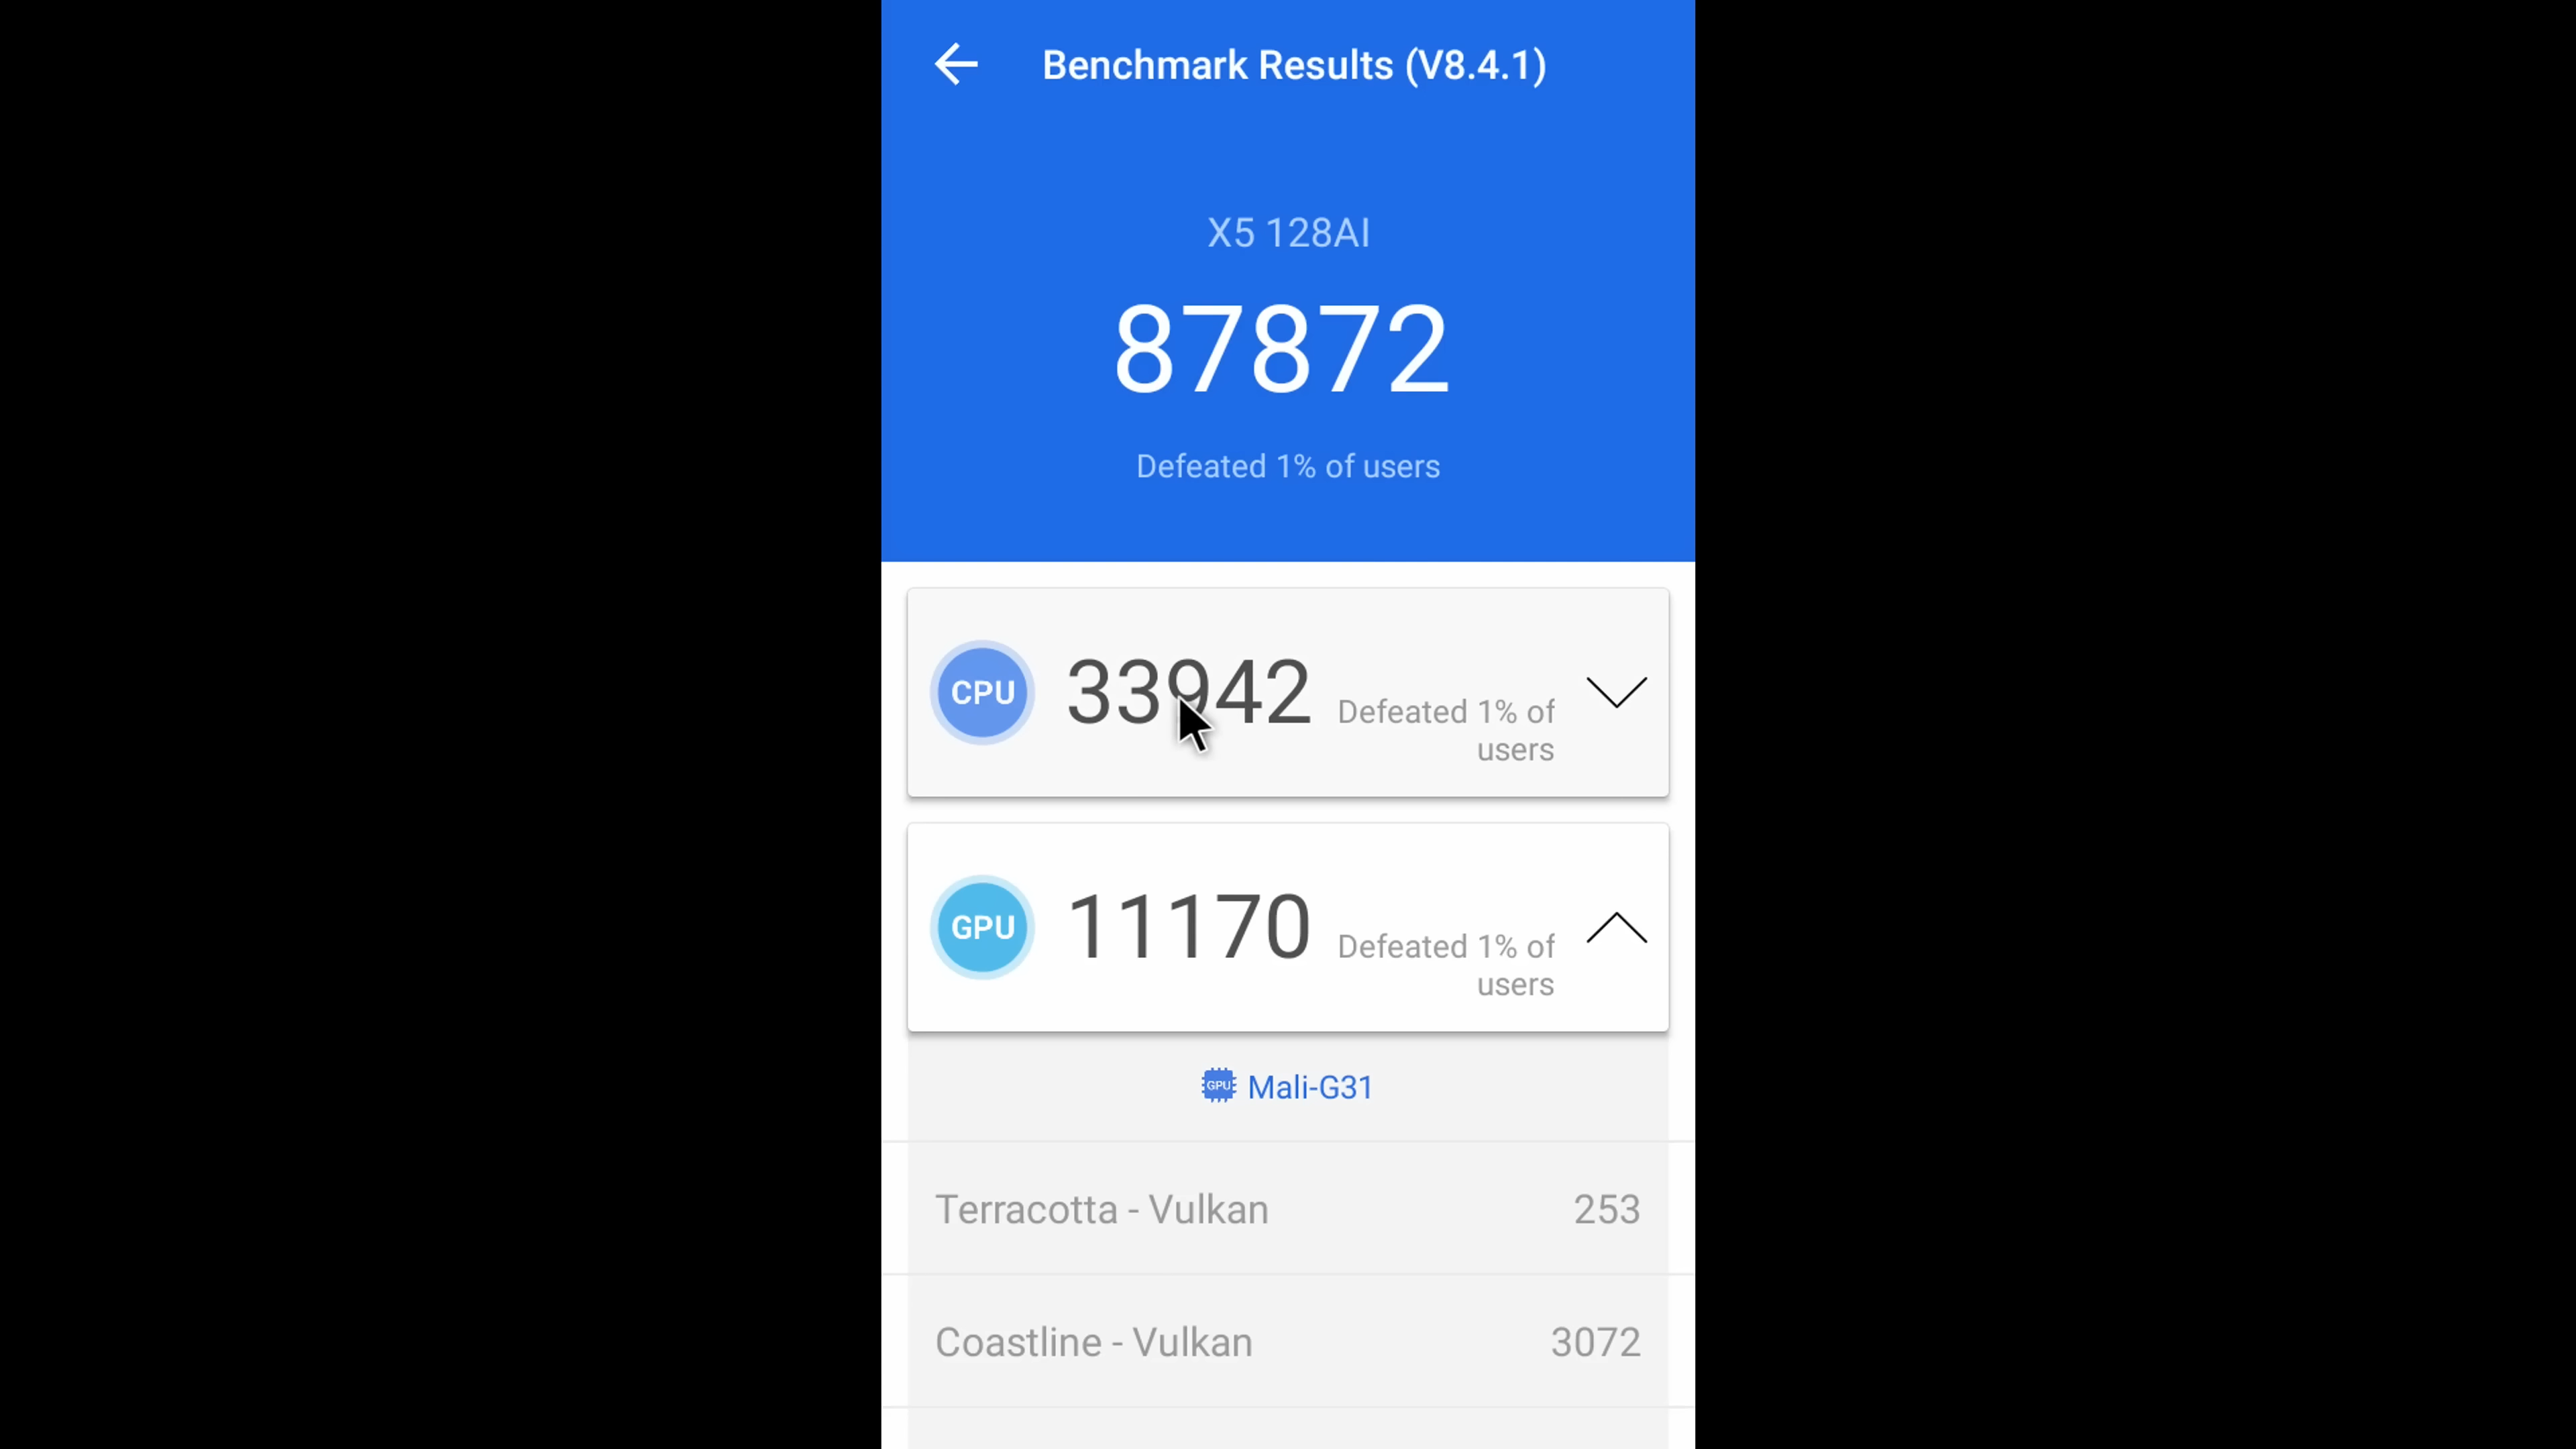 Benchmark Results (V8.4.1)
X5 128AI
87872
Defeated 1% of users
CPU
33942
Defeated 1% of
users
GPU
11170
Defeated 1% of
users
GPU Mali-G31
Terracotta - Vulkan 253
Coastline - Vulkan 3072